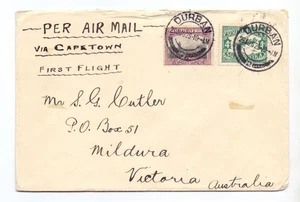 PER AIR MAIL
VIA CAPETOWN
FIRST FLIGHT
DURBAN
DURBAN
Mr S. G. Cutler
P.O. Box 51
Mildura
Victoria
Australia